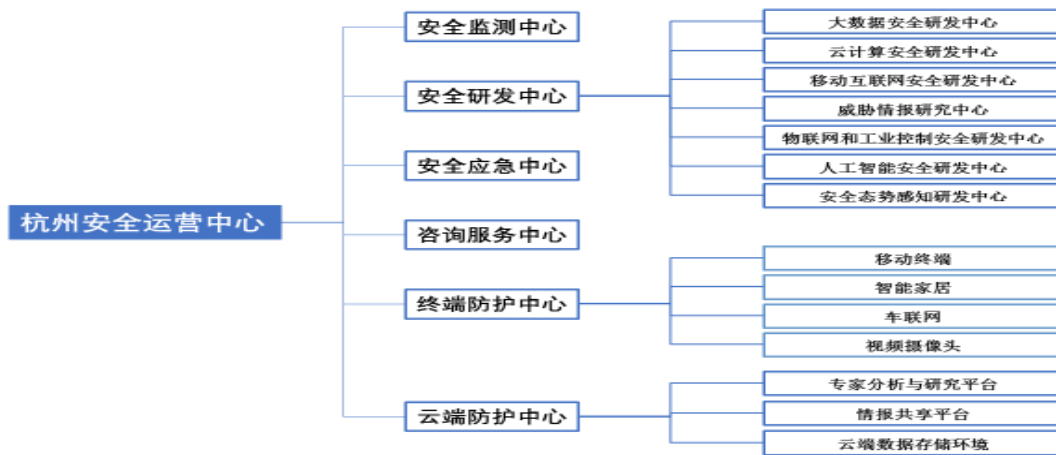 杭州安全运营中心
安全监测中心
安全研发中心
大数据安全研发中心
云计算安全研发中心
移动互联网安全研发中心
威胁情报研究中心
物联网和工业控制安全研发中心
人工智能安全研发中心
安全态势感知研发中心
安全应急中心
咨询服务中心
终端防护中心
移动终端
智能家居
车联网
视频摄像头
云端防护中心
专家分析与研究平台
情报共享平台
云端数据存储环境